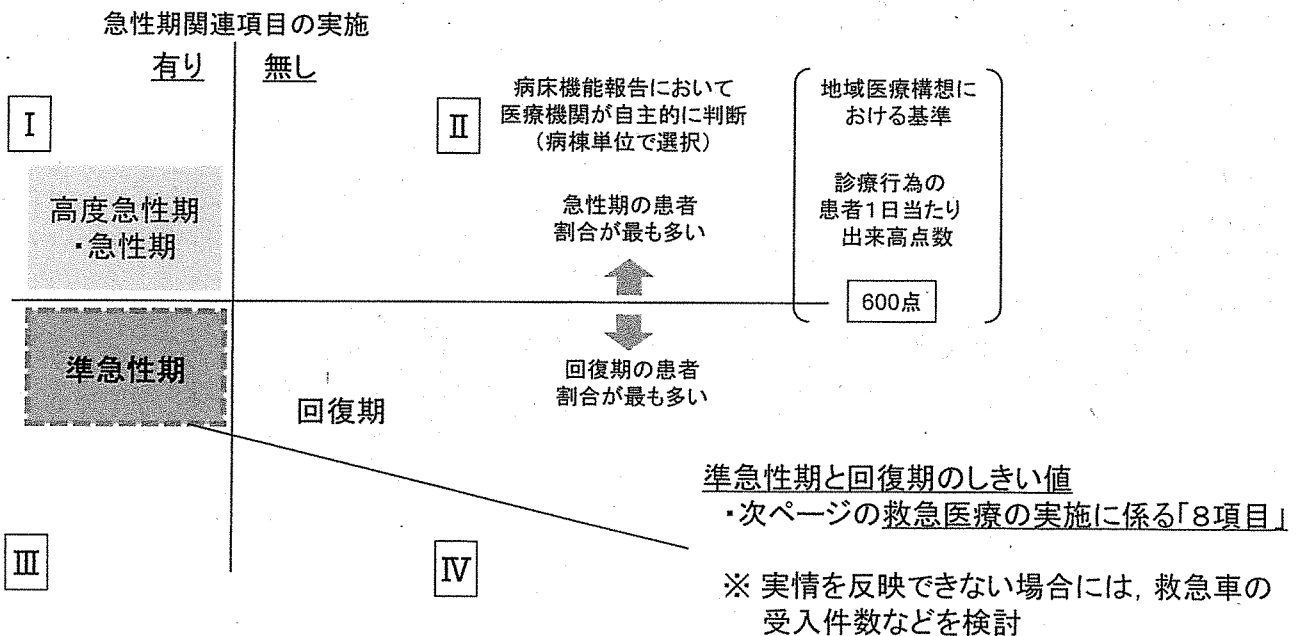 急性期関連項目の実施
有り
無し
Ⅰ
高度急性期
・急性期
Ⅱ
病床機能報告において
医療機関が自主的に判断
(病棟単位で選択)
急性期の患者
割合が最も多い
地域医療構想に
おける基準
診療行為の
患者1日当たり
出来高点数
600点
準急性期
回復期
回復期の患者
割合が最も多い
準急性期と回復期のしきい値
・次ページの救急医療の実施に係る「8項目」
※ 実情を反映できない場合には,救急車の
受入件数などを検討
Ⅲ
Ⅳ